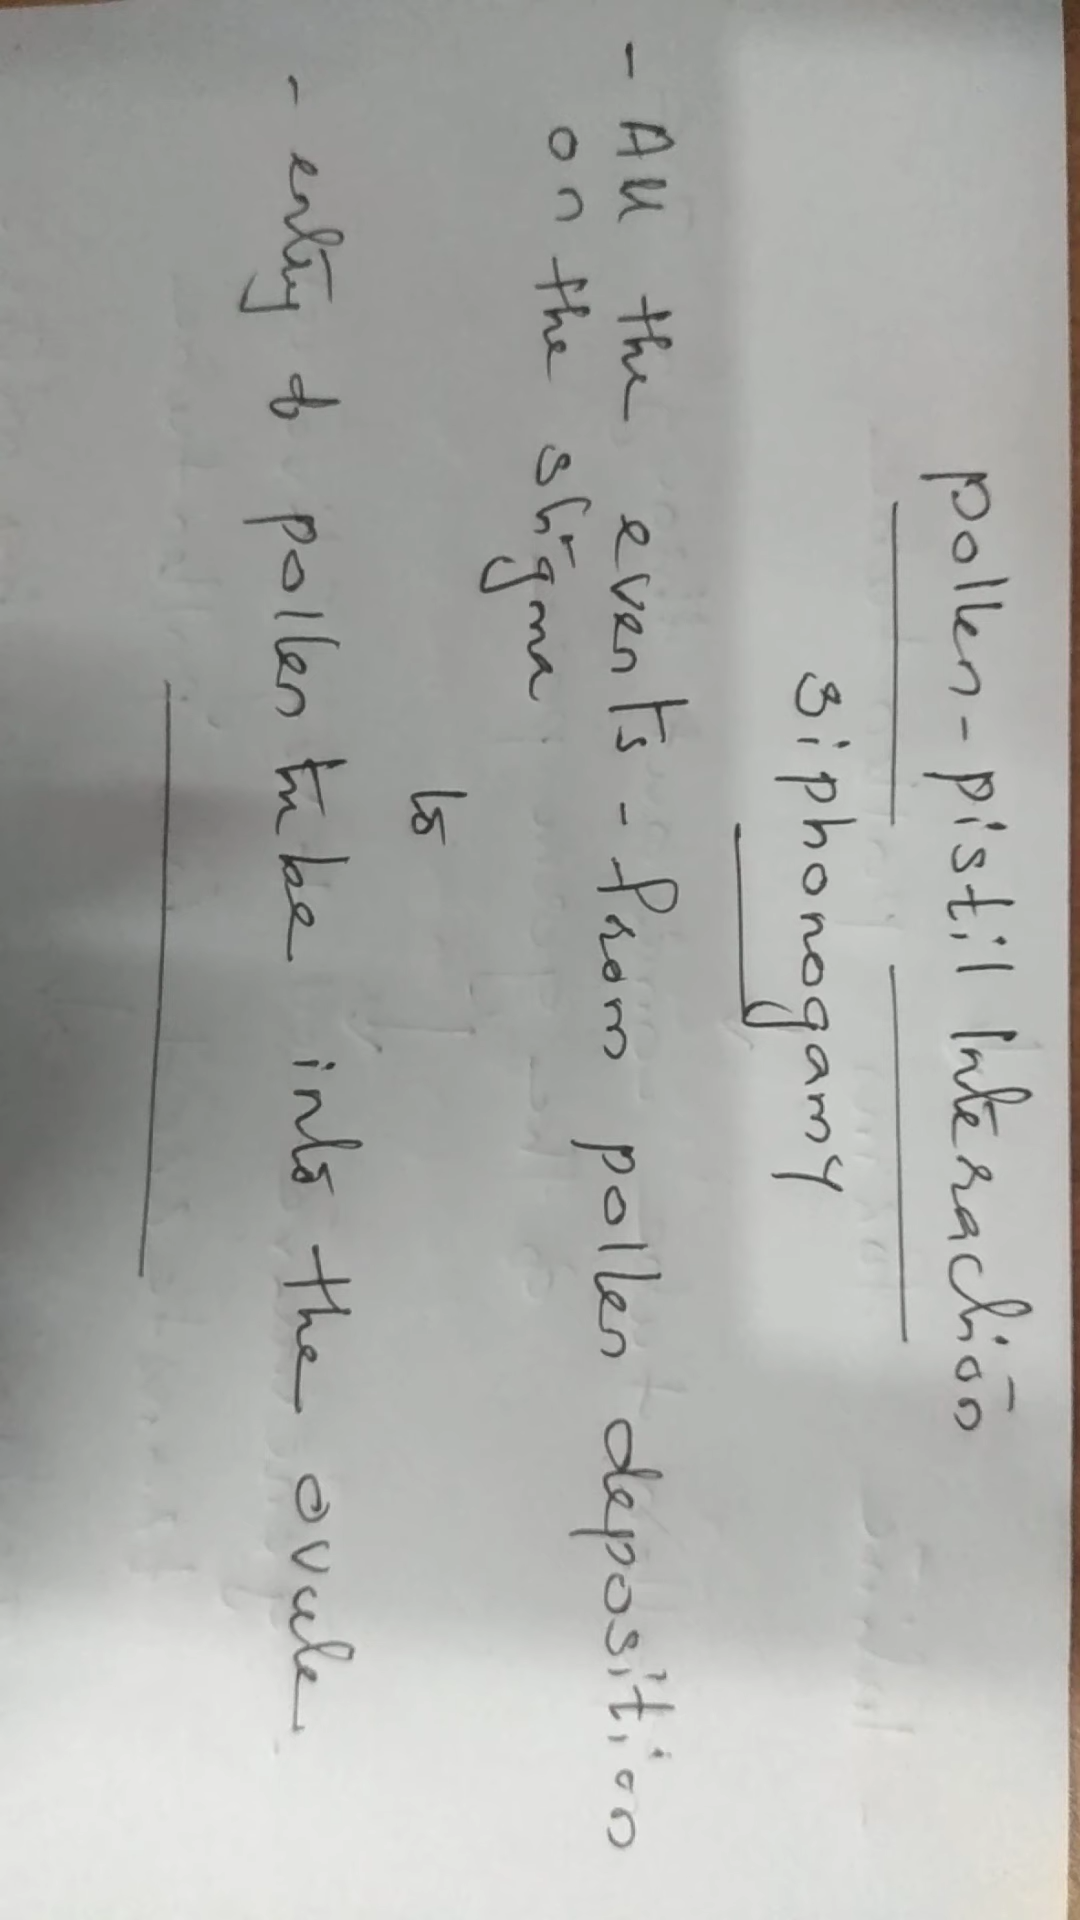 pollen-pistil Interaction
Siphonogamy
- All the events - from pollen deposition
on the stigma
to
- entry of pollen tube into the ovule